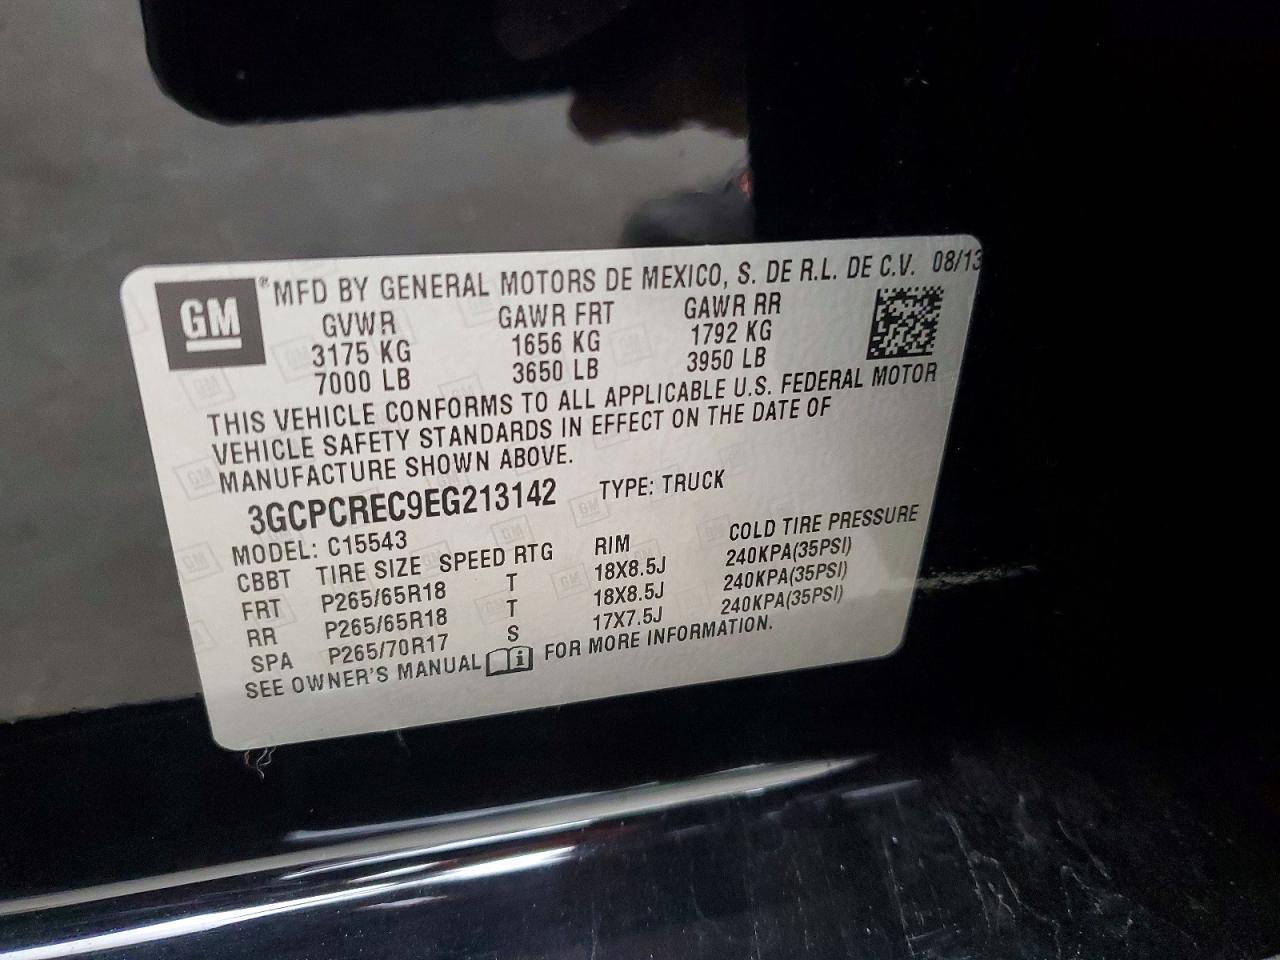 GM
® MFD BY GENERAL MOTORS DE MEXICO, S. DE R.L. DE C.V. 08/13
GVWR GAWR FRT GAWR RR
3175 KG 1656 KG 1792 KG
7000 LB 3650 LB 3950 LB
THIS VEHICLE CONFORMS TO ALL APPLICABLE U.S. FEDERAL MOTOR
VEHICLE SAFETY STANDARDS IN EFFECT ON THE DATE OF
MANUFACTURE SHOWN ABOVE.
3GCPCREC9EG213142 TYPE: TRUCK
MODEL: C15543
CBBT TIRE SIZE SPEED RTG RIM COLD TIRE PRESSURE
FRT P265/65R18 T 18X8.5J 240KPA(35PSI)
RR P265/65R18 T 18X8.5J 240KPA(35PSI)
SPA P265/70R17 S 17X7.5J 240KPA(35PSI)
SEE OWNER'S MANUAL i FOR MORE INFORMATION.